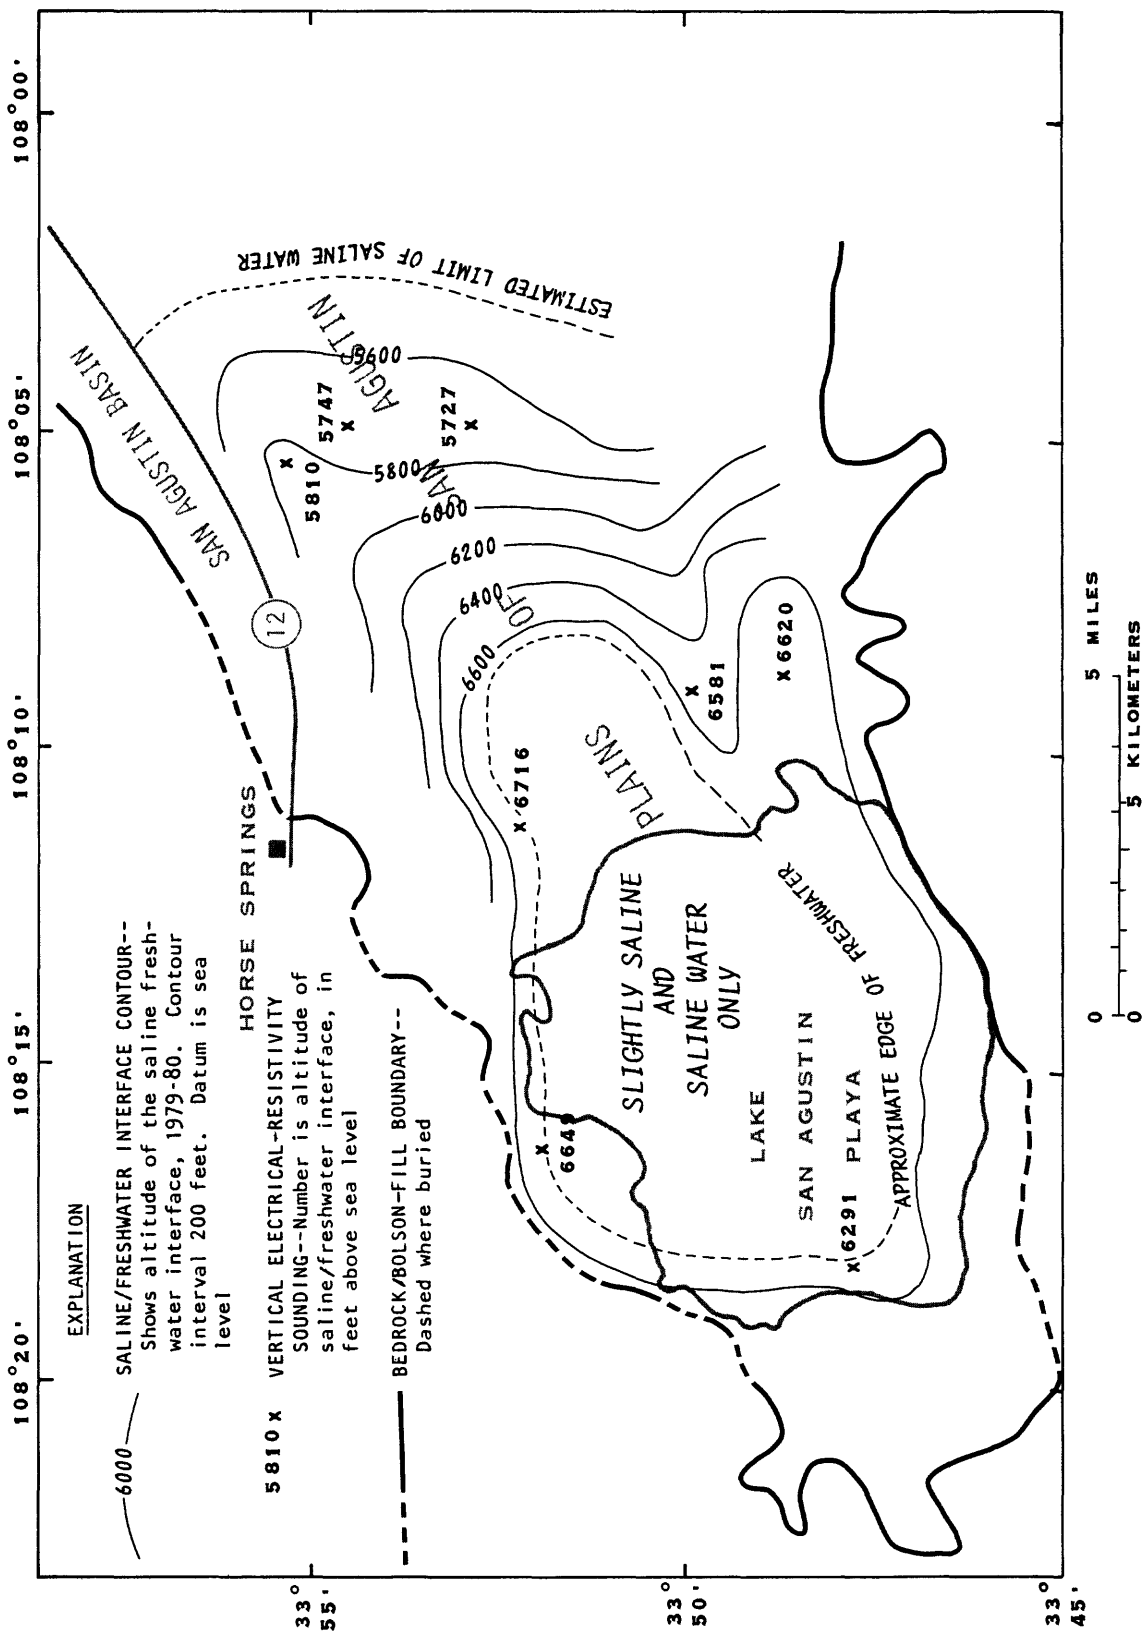 108°20'
108°15'
108°10'
108°05'
108°00'
EXPLANATION
6000
SALINE/FRESHWATER INTERFACE CONTOUR--
Shows altitude of the saline fresh-
water interface, 1979-80. Contour
interval 200 feet. Datum is sea
level
5810 x
VERTICAL ELECTRICAL-RESISTIVITY
SOUNDING--Number is altitude of
saline/freshwater interface, in
feet above sea level
BEDROCK/BOLSON-FILL BOUNDARY--
Dashed where buried
HORSE SPRINGS
12
SAN AGUSTIN BASIN
ESTIMATED LIMIT OF SALINE WATER
PLAINS
OF
SAN
AGUSTIN
5600
5800
6000
6200
6400
6600
5810
x
5747
x
5727
x
x 6716
x
6581
x 6620
x
6649
x 6291
SLIGHTLY SALINE
AND
SALINE WATER
ONLY
LAKE
SAN AGUSTIN
PLAYA
APPROXIMATE EDGE OF FRESHWATER
33°
55'
33°
50'
33°
45'
0 5 MILES
0 5 KILOMETERS